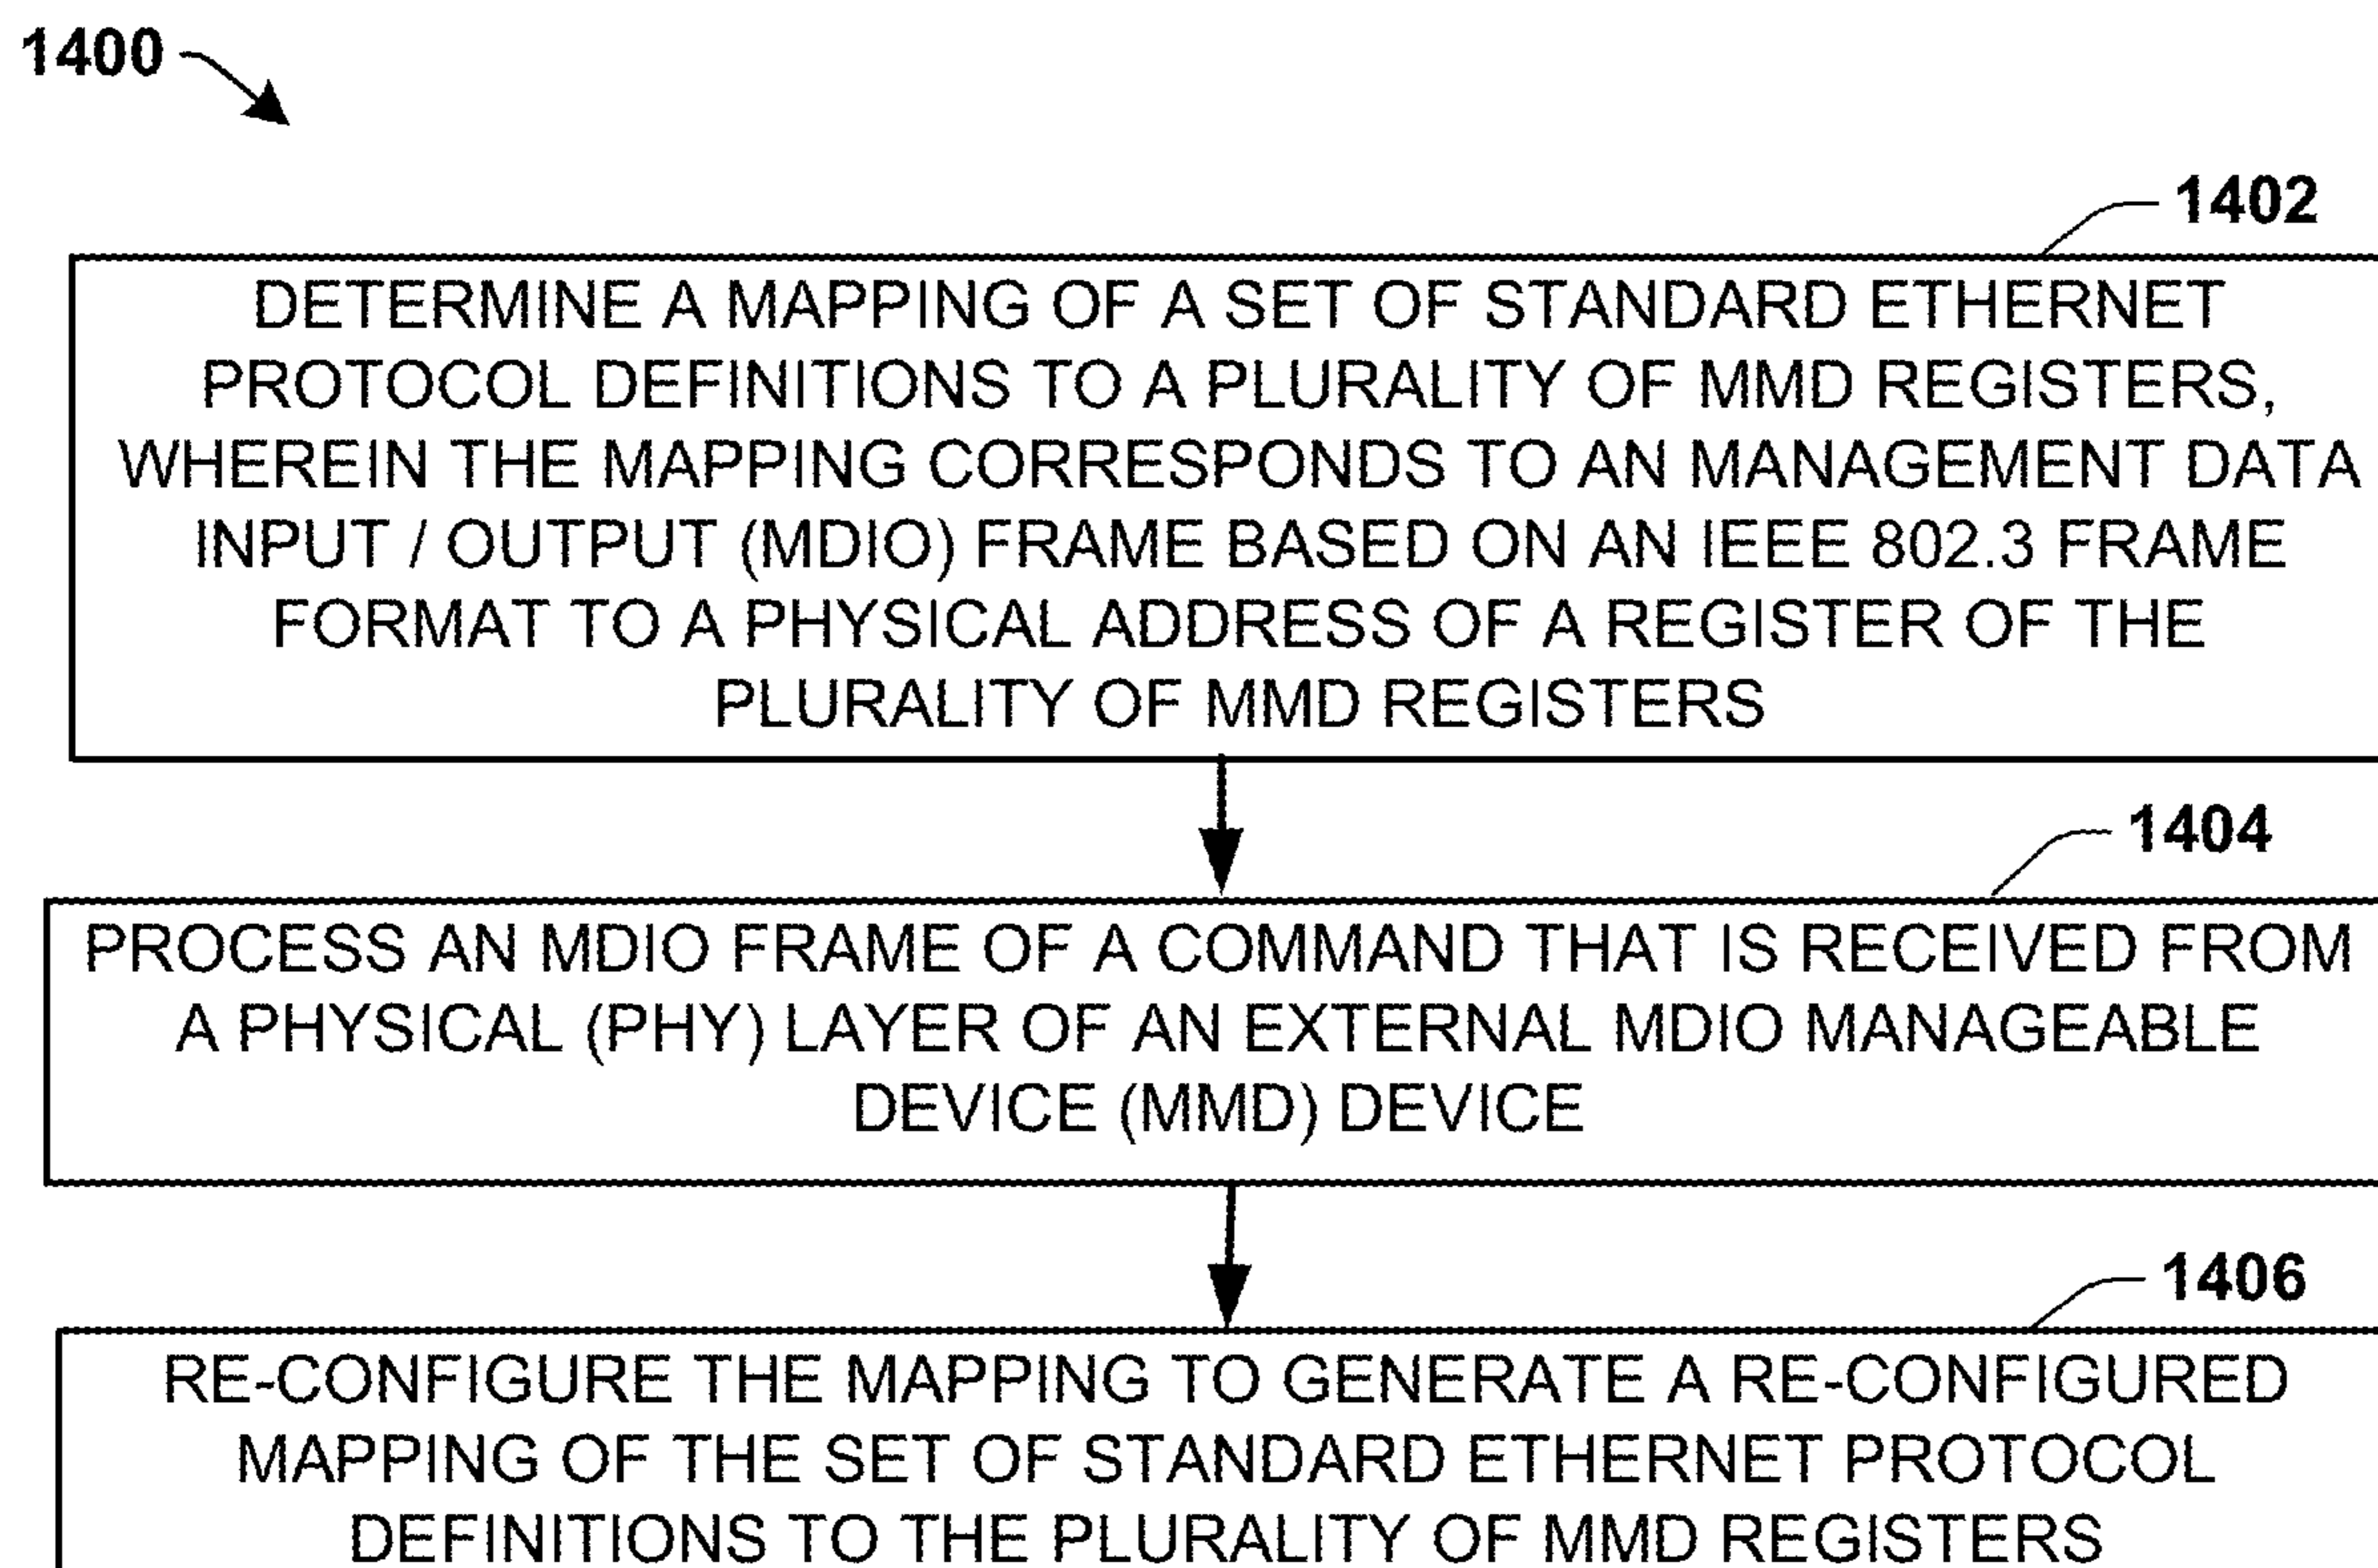 1400
1402
DETERMINE A MAPPING OF A SET OF STANDARD ETHERNET
PROTOCOL DEFINITIONS TO A PLURALITY OF MMD REGISTERS,
WHEREIN THE MAPPING CORRESPONDS TO AN MANAGEMENT DATA
INPUT / OUTPUT (MDIO) FRAME BASED ON AN IEEE 802.3 FRAME
FORMAT TO A PHYSICAL ADDRESS OF A REGISTER OF THE
PLURALITY OF MMD REGISTERS
1404
PROCESS AN MDIO FRAME OF A COMMAND THAT IS RECEIVED FROM
A PHYSICAL (PHY) LAYER OF AN EXTERNAL MDIO MANAGEABLE
DEVICE (MMD) DEVICE
1406
RE-CONFIGURE THE MAPPING TO GENERATE A RE-CONFIGURED
MAPPING OF THE SET OF STANDARD ETHERNET PROTOCOL
DEFINITIONS TO THE PLURALITY OF MMD REGISTERS